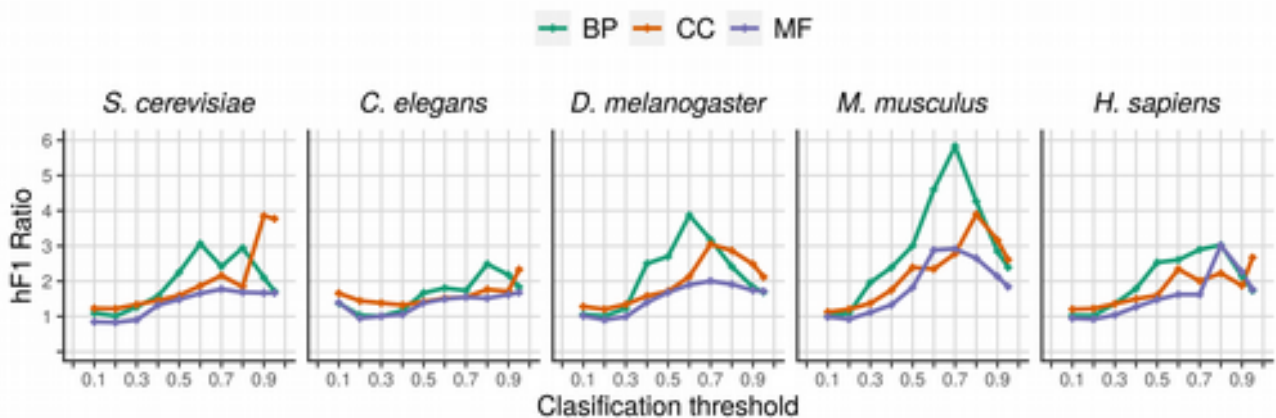 BP CC MF
S. cerevisiae C. elegans D. melanogaster M. musculus H. sapiens
hF1 Ratio
6
5
4
3
2
1
0.1 0.3 0.5 0.7 0.9 0.1 0.3 0.5 0.7 0.9 0.1 0.3 0.5 0.7 0.9 0.1 0.3 0.5 0.7 0.9 0.1 0.3 0.5 0.7 0.9
Clasification threshold